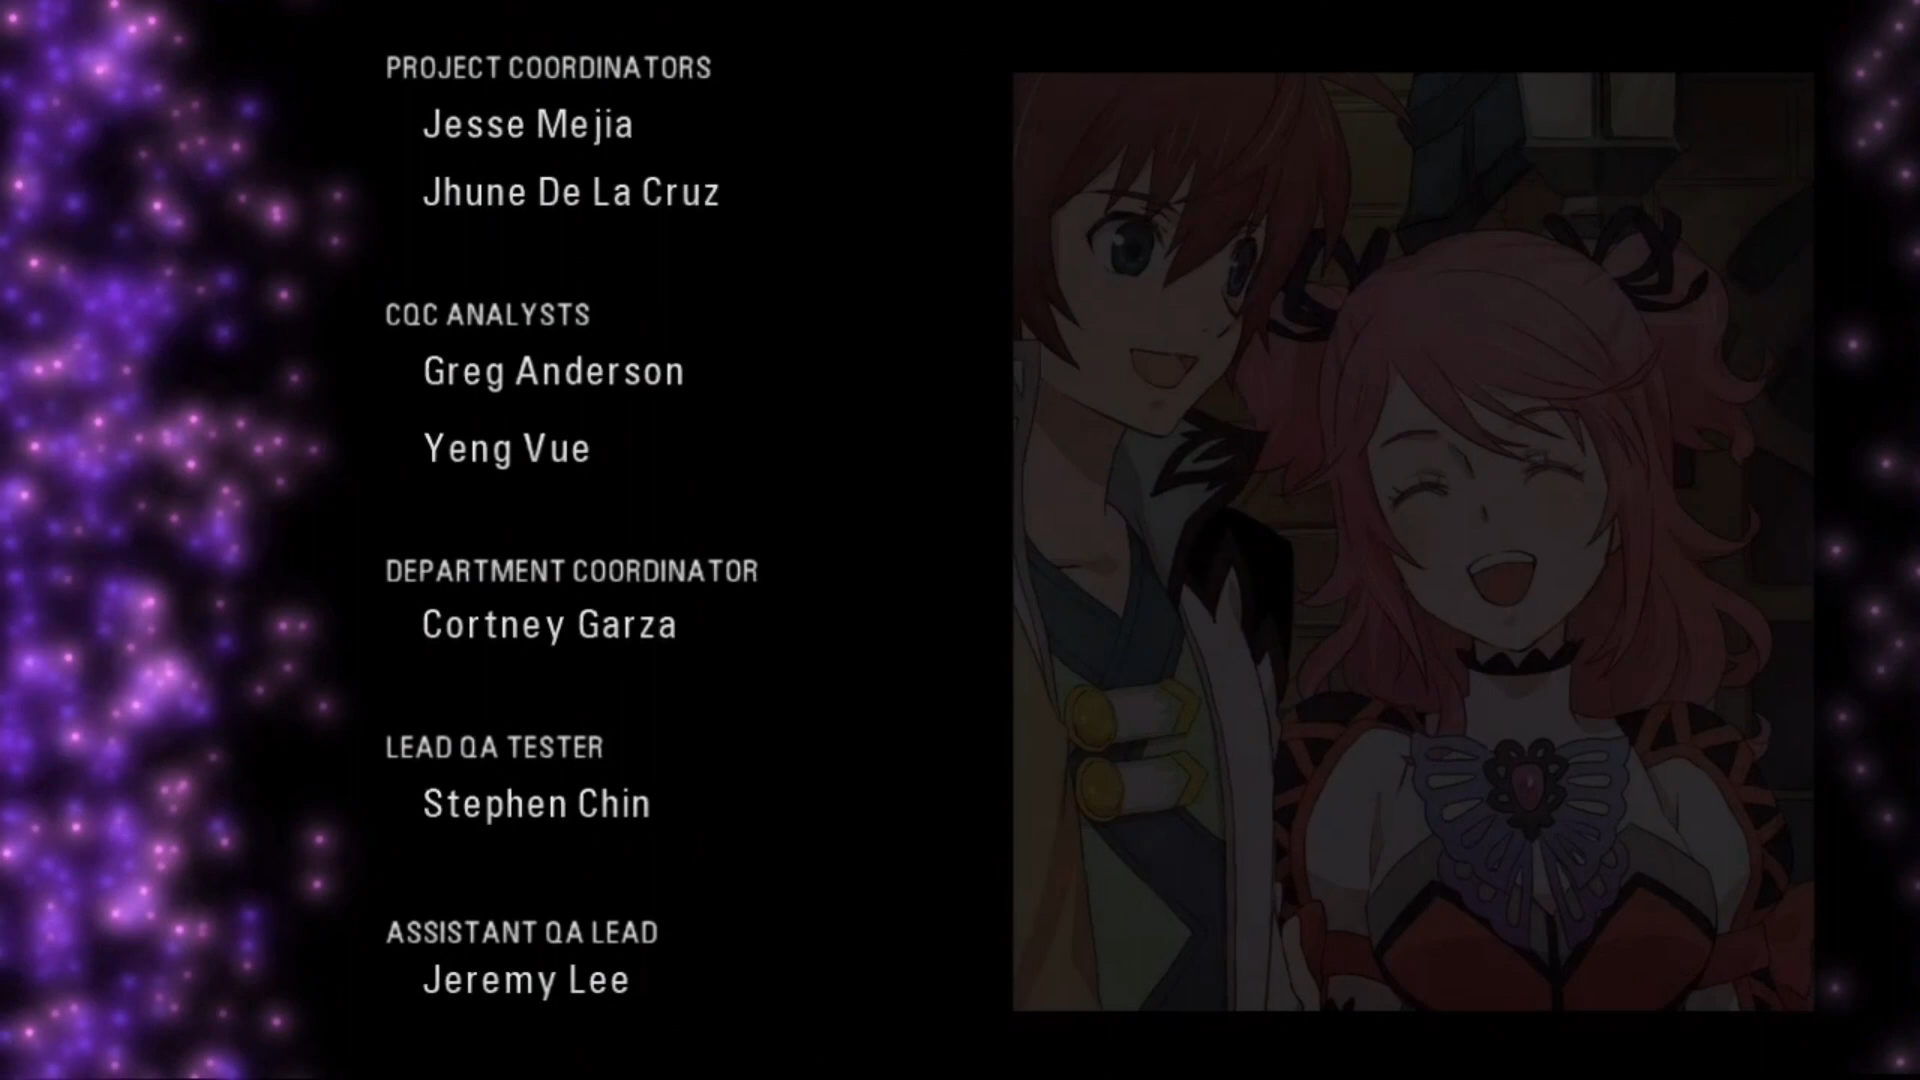 PROJECT COORDINATORS
Jesse Mejia
Jhune De La Cruz
CQC ANALYSTS
Greg Anderson
Yeng Vue
DEPARTMENT COORDINATOR
Cortney Garza
LEAD QA TESTER
Stephen Chin
ASSISTANT QA LEAD
Jeremy Lee